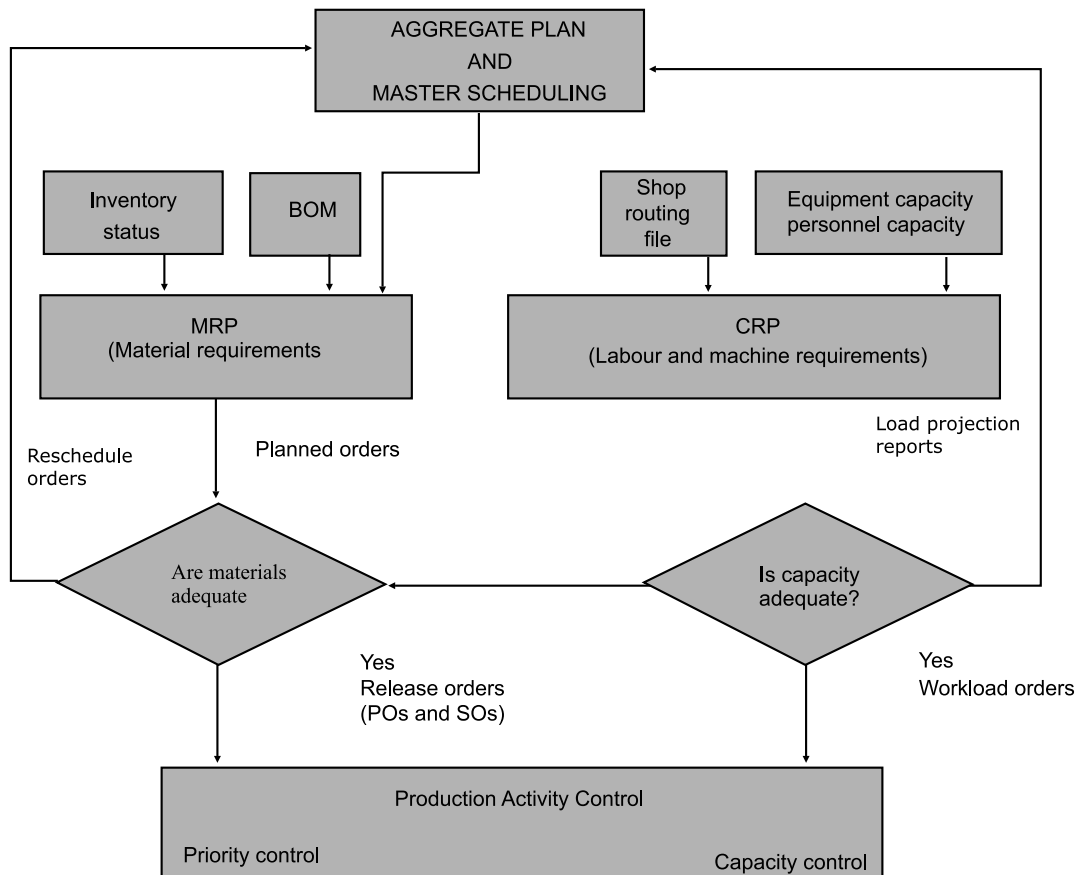 AGGREGATE PLAN
AND
MASTER SCHEDULING
Inventory
status
BOM
Shop
routing
file
Equipment capacity
personnel capacity
MRP
(Material requirements
CRP
(Labour and machine requirements)
Reschedule
orders
Planned orders
Load projection
reports
Are materials
adequate
Is capacity
adequate?
Yes
Release orders
(POs and SOs)
Yes
Workload orders
Production Activity Control
Priority control
Capacity control